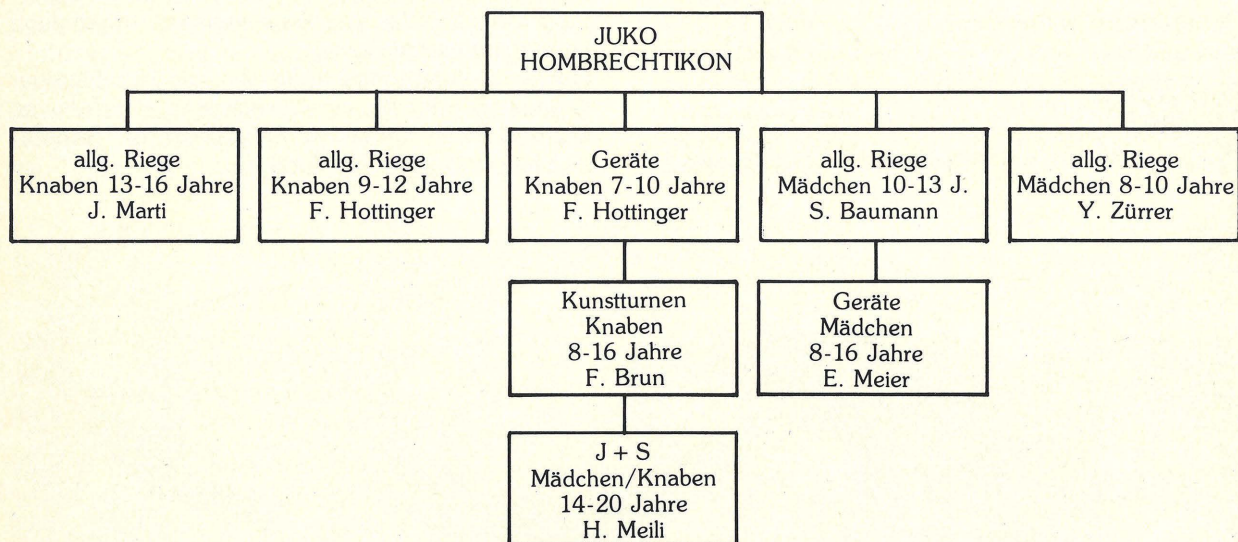 JUKO
HOMBRECHTIKON
allg. Riege
Knaben 13-16 Jahre
J. Marti
allg. Riege
Knaben 9-12 Jahre
F. Hottinger
Geräte
Knaben 7-10 Jahre
F. Hottinger
allg. Riege
Mädchen 10-13 J.
S. Baumann
allg. Riege
Mädchen 8-10 Jahre
Y. Zürrer
Kunstturnen
Knaben
8-16 Jahre
F. Brun
Geräte
Mädchen
8-16 Jahre
E. Meier
J + S
Mädchen/Knaben
14-20 Jahre
H. Meili